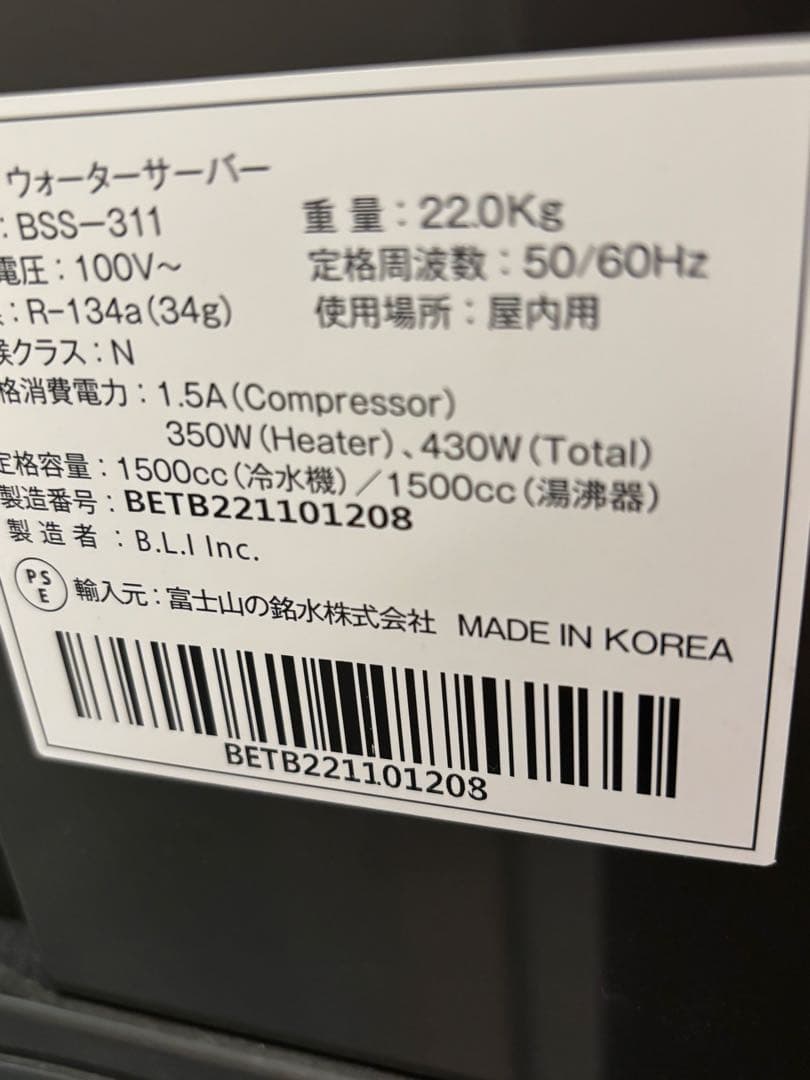 ウォーターサーバー
: BSS-311
重 量 : 22.0Kg
電圧 : 100V~
定格周波数 : 50/60Hz
: R-134a(34g)
使用場所 : 屋内用
候クラス : N
格消費電力 : 1.5A(Compressor)
350W(Heater)、430W(Total)
定格容量 : 1500cc(冷水機)/1500cc(湯沸器)
製造番号 : BETB221101208
製 造 者 : B.L.I Inc.
PSE 輸入元 : 富士山の銘水株式会社 MADE IN KOREA
BETB221101208